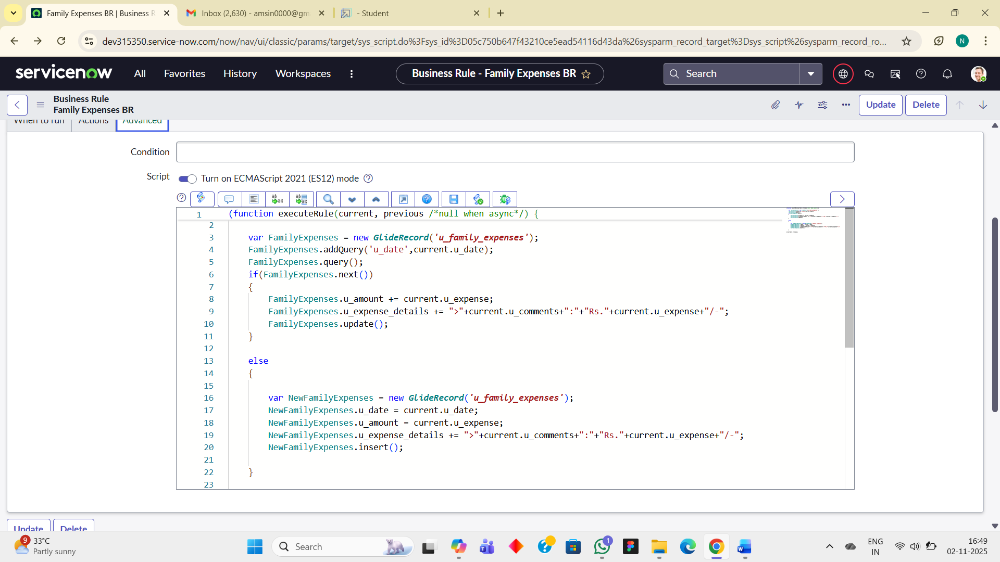 Family Expenses BR | Business R
Inbox (2,630) - amsin0000@gm
- Student
dev315350.service-now.com/now/nav/ui/classic/params/target/sys_script.do%3Fsys_id%3D05c750b647f43210ce5ead54116d43da%26sysparm_record_target%3Dsys_script%26sysparm_record_ro...
N
servicenow
All
Favorites
History
Workspaces
Business Rule - Family Expenses BR
Search
Business Rule
Family Expenses BR
Update
Delete
When to run
Actions
Advanced
Condition
Script
Turn on ECMAScript 2021 (ES12) mode
1 (function executeRule(current, previous /*null when async*/) {
2
3 var FamilyExpenses = new GlideRecord('u_family_expenses');
4 FamilyExpenses.addQuery('u_date',current.u_date);
5 FamilyExpenses.query();
6 if(FamilyExpenses.next())
7 {
8 FamilyExpenses.u_amount += current.u_expense;
9 FamilyExpenses.u_expense_details += ">"+current.u_comments+":"+"Rs."+current.u_expense+"/-";
10 FamilyExpenses.update();
11 }
12
13 else
14 {
15
16 var NewFamilyExpenses = new GlideRecord('u_family_expenses');
17 NewFamilyExpenses.u_date = current.u_date;
18 NewFamilyExpenses.u_amount = current.u_expense;
19 NewFamilyExpenses.u_expense_details += ">"+current.u_comments+":"+"Rs."+current.u_expense+"/-";
20 NewFamilyExpenses.insert();
21
22 }
23
Update
Delete
9
33°C
Partly sunny
Search
1
ENG
IN
16:49
02-11-2025